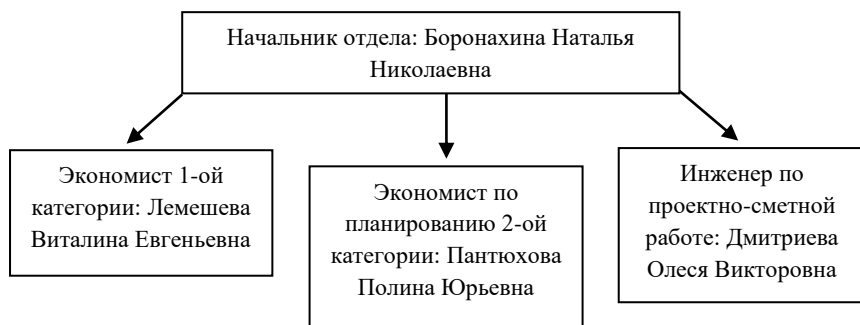 Начальник отдела: Боронахина Наталья
Николаевна
Экономист 1-ой
категории: Лемешева
Виталина Евгеньевна
Экономист по
планированию 2-ой
категории: Пантюхова
Полина Юрьевна
Инженер по
проектно-сметной
работе: Дмитриева
Олеся Викторовна